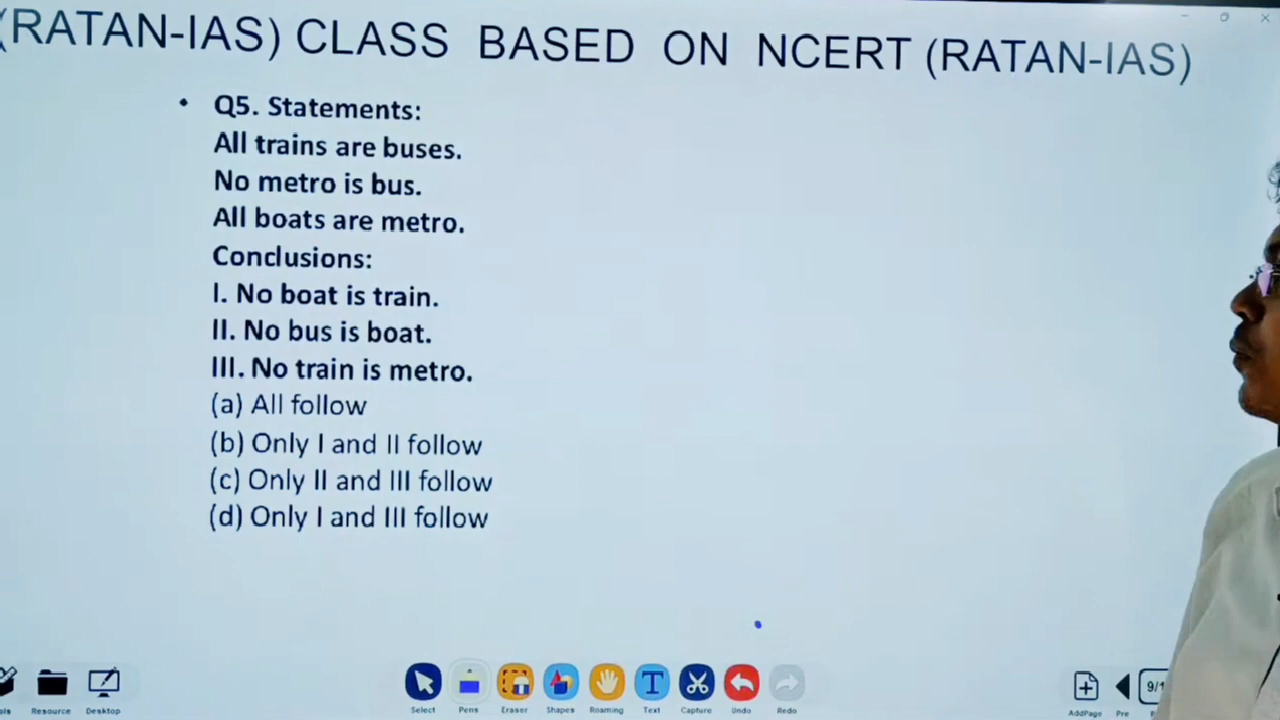 (RATAN-IAS) CLASS BASED ON NCERT (RATAN-IAS)
• Q5. Statements:
All trains are buses.
No metro is bus.
All boats are metro.
Conclusions:
I. No boat is train.
II. No bus is boat.
III. No train is metro.
(a) All follow
(b) Only I and II follow
(c) Only II and III follow
(d) Only I and III follow
Resource Desktop Select Pens Eraser Shapes Roaming Text Capture Undo Redo AddPage Pre